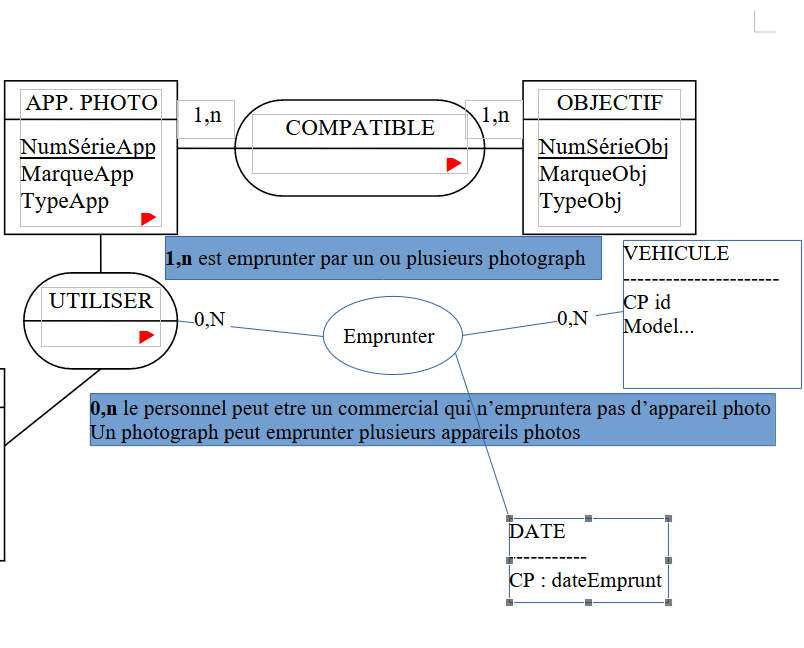 APP. PHOTO
NumSérieApp
MarqueApp
TypeApp
1,n
COMPATIBLE
1,n
OBJECTIF
NumSérieObj
MarqueObj
TypeObj
1,n est emprunter par un ou plusieurs photograph
VEHICULE
-----------------------
CP id
Model...
UTILISER
0,N
Emprunter
0,N
0,n le personnel peut etre un commercial qui n’empruntera pas d’appareil photo
Un photograph peut emprunter plusieurs appareils photos
DATE
-----------
CP : dateEmprunt